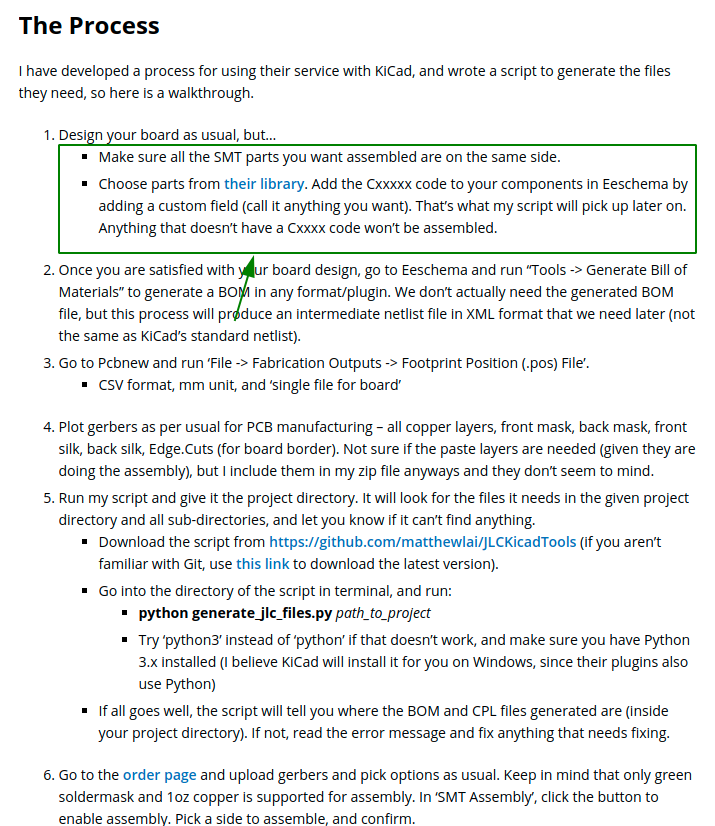 The Process
I have developed a process for using their service with KiCad, and wrote a script to generate the files
they need, so here is a walkthrough.
1. Design your board as usual, but…
▪ Make sure all the SMT parts you want assembled are on the same side.
▪ Choose parts from their library. Add the Cxxxxx code to your components in Eeschema by
adding a custom field (call it anything you want). That’s what my script will pick up later on.
Anything that doesn’t have a Cxxxx code won’t be assembled.
2. Once you are satisfied with your board design, go to Eeschema and run “Tools -> Generate Bill of
Materials” to generate a BOM in any format/plugin. We don’t actually need the generated BOM
file, but this process will produce an intermediate netlist file in XML format that we need later (not
the same as KiCad’s standard netlist).
3. Go to Pcbnew and run ‘File -> Fabrication Outputs -> Footprint Position (.pos) File’.
▪ CSV format, mm unit, and ‘single file for board’
4. Plot gerbers as per usual for PCB manufacturing – all copper layers, front mask, back mask, front
silk, back silk, Edge.Cuts (for board border). Not sure if the paste layers are needed (given they are
doing the assembly), but I include them in my zip file anyways and they don’t seem to mind.
5. Run my script and give it the project directory. It will look for the files it needs in the given project
directory and all sub-directories, and let you know if it can’t find anything.
▪ Download the script from https://github.com/matthewlai/JLCKicadTools (if you aren’t
familiar with Git, use this link to download the latest version).
▪ Go into the directory of the script in terminal, and run:
▪ python generate_jlc_files.py path_to_project
▪ Try ‘python3’ instead of ‘python’ if that doesn’t work, and make sure you have Python
3.x installed (I believe KiCad will install it for you on Windows, since their plugins also
use Python)
▪ If all goes well, the script will tell you where the BOM and CPL files generated are (inside
your project directory). If not, read the error message and fix anything that needs fixing.
6. Go to the order page and upload gerbers and pick options as usual. Keep in mind that only green
soldermask and 1oz copper is supported for assembly. In ‘SMT Assembly’, click the button to
enable assembly. Pick a side to assemble, and confirm.